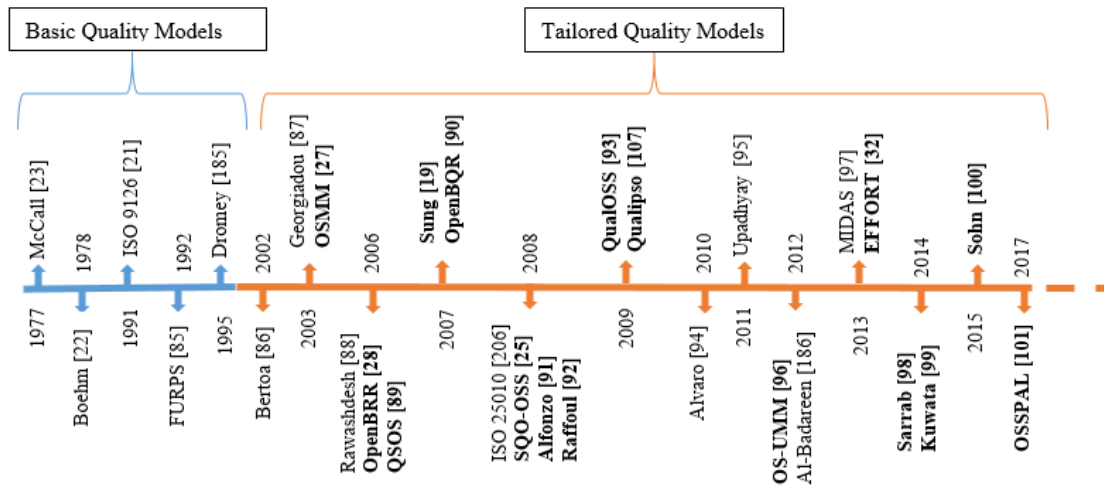 Basic Quality Models
Tailored Quality Models
McCall [23]
1977
1978
Boehm [22]
ISO 9126 [21]
1991
1992
FURPS [85]
Dromey [185]
1995
2002
Bertoa [86]
Georgiadou [87]
OSMM [27]
2003
2006
Rawashdesh [88]
OpenBRR [28]
QSOS [89]
Sung [19]
OpenBQR [90]
2007
2008
ISO 25010 [206]
SQO-OSS [25]
Alfonzo [91]
Raffoul [92]
QualOSS [93]
Qualipso [107]
2009
2010
Alvaro [94]
Upadhyay [95]
2011
2012
OS-UMM [96]
Al-Badareen [186]
MIDAS [97]
EFFORT [32]
2013
2014
Sarrab [98]
Kuwata [99]
Sohn [100]
2015
2017
OSSPAL [101]